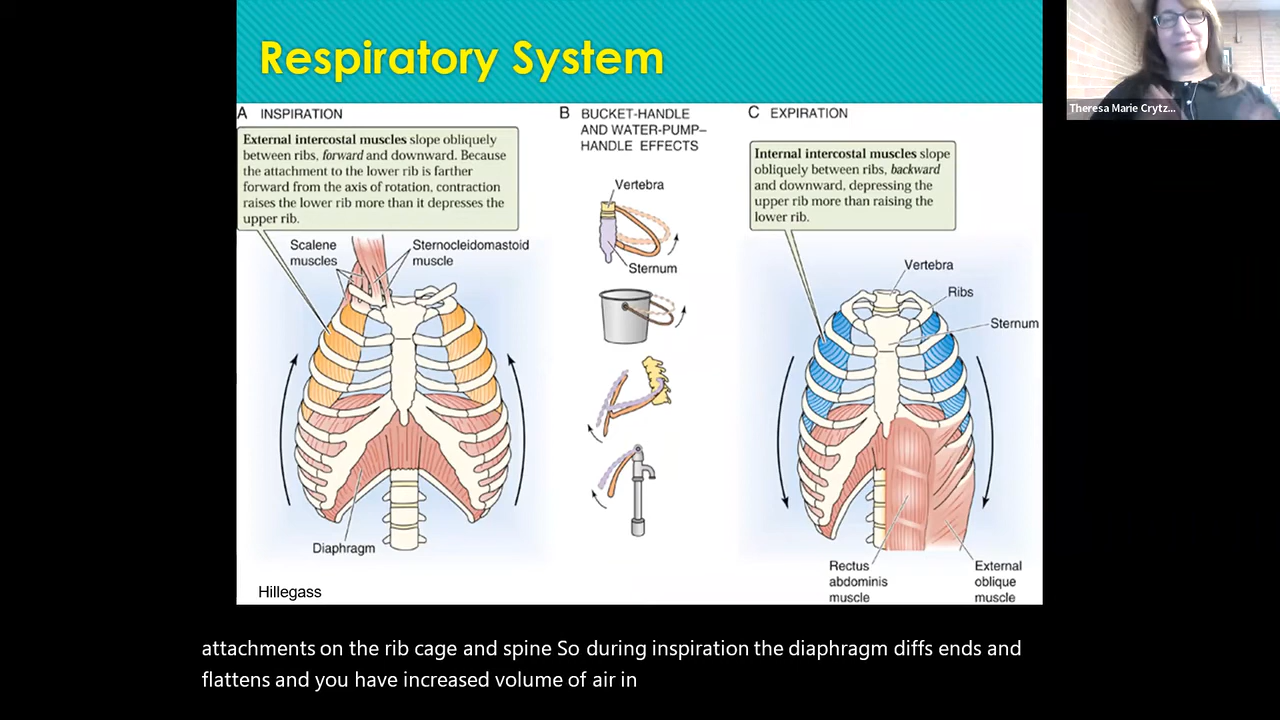 Respiratory System
Theresa Marie Crytz...
A INSPIRATION
External intercostal muscles slope obliquely
between ribs, forward and downward. Because
the attachment to the lower rib is farther
forward from the axis of rotation, contraction
raises the lower rib more than it depresses the
upper rib.
Scalene
muscles
Sternocleidomastoid
muscle
Diaphragm
B BUCKET-HANDLE
AND WATER-PUMP–
HANDLE EFFECTS
Vertebra
Sternum
C EXPIRATION
Internal intercostal muscles slope
obliquely between ribs, backward
and downward, depressing the
upper rib more than raising the
lower rib.
Vertebra
Ribs
Sternum
Rectus
abdominis
muscle
External
oblique
muscle
Hillegass
attachments on the rib cage and spine So during inspiration the diaphragm diffs ends and
flattens and you have increased volume of air in